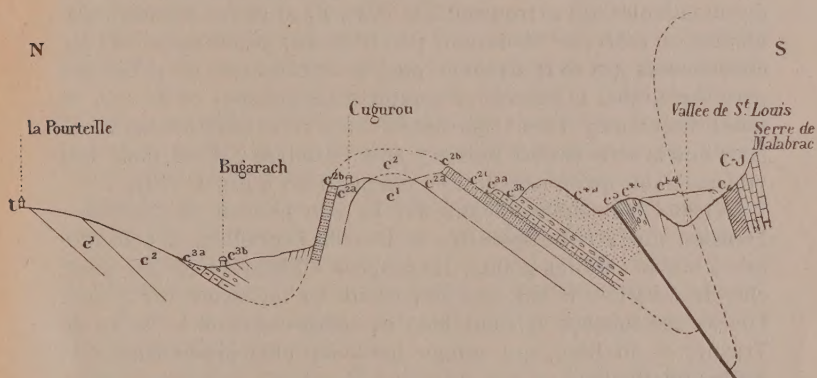 N
S
la Pourteille
Bugarach
Cugurou
Vallée de St. Louis
Serre de
Malabrac
t
c¹
c²
c³ᵃ
c³ᵇ
c²ᵇ
c²ᵃ
c²
c¹
c²ᵃ
c²ᵇ
c³ᵃ
c³ᵇ
C-J